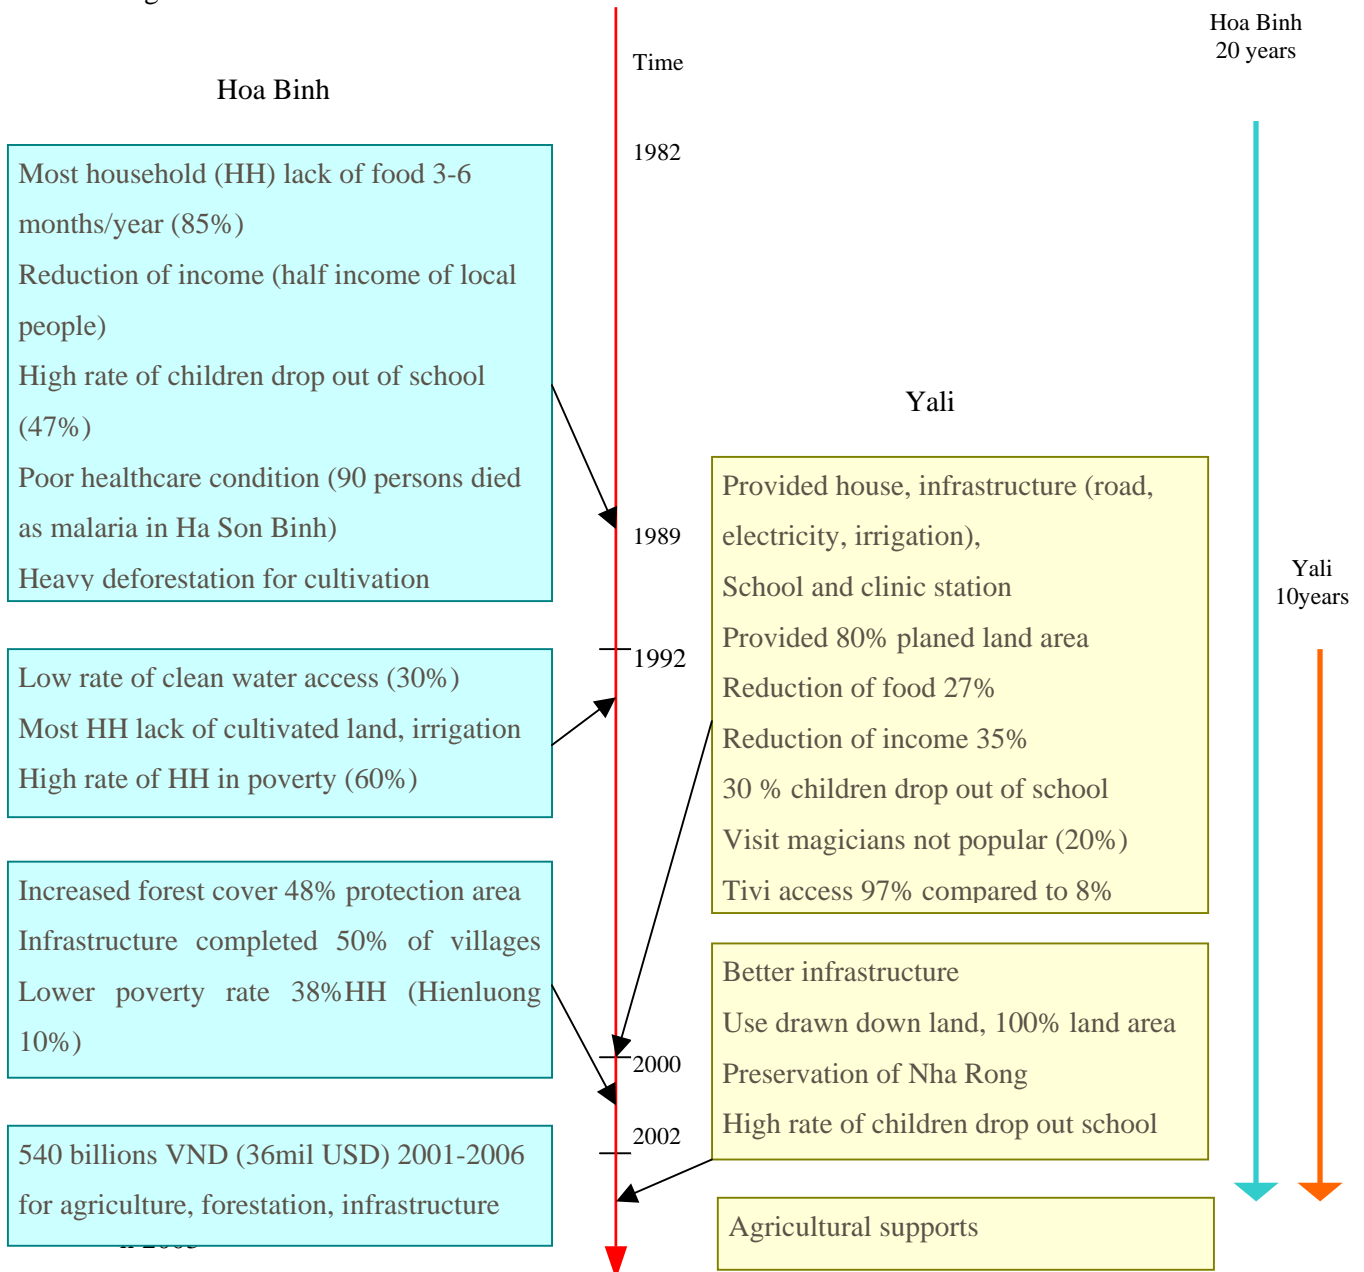 Hoa Binh
20 years
Time
Hoa Binh
1982
Most household (HH) lack of food 3-6
months/year (85%)
Reduction of income (half income of local
people)
High rate of children drop out of school
(47%)
Poor healthcare condition (90 persons died
as malaria in Ha Son Binh)
Heavy deforestation for cultivation
1989
Yali
Provided house, infrastructure (road,
electricity, irrigation),
School and clinic station
Provided 80% planed land area
Reduction of food 27%
Reduction of income 35%
30 % children drop out of school
Visit magicians not popular (20%)
Tivi access 97% compared to 8%
Yali
10years
1992
Low rate of clean water access (30%)
Most HH lack of cultivated land, irrigation
High rate of HH in poverty (60%)
Increased forest cover 48% protection area
Infrastructure completed 50% of villages
Lower poverty rate 38%HH (Hienluong
10%)
2000
Better infrastructure
Use drawn down land, 100% land area
Preservation of Nha Rong
High rate of children drop out school
2002
540 billions VND (36mil USD) 2001-2006
for agriculture, forestation, infrastructure
Agricultural supports